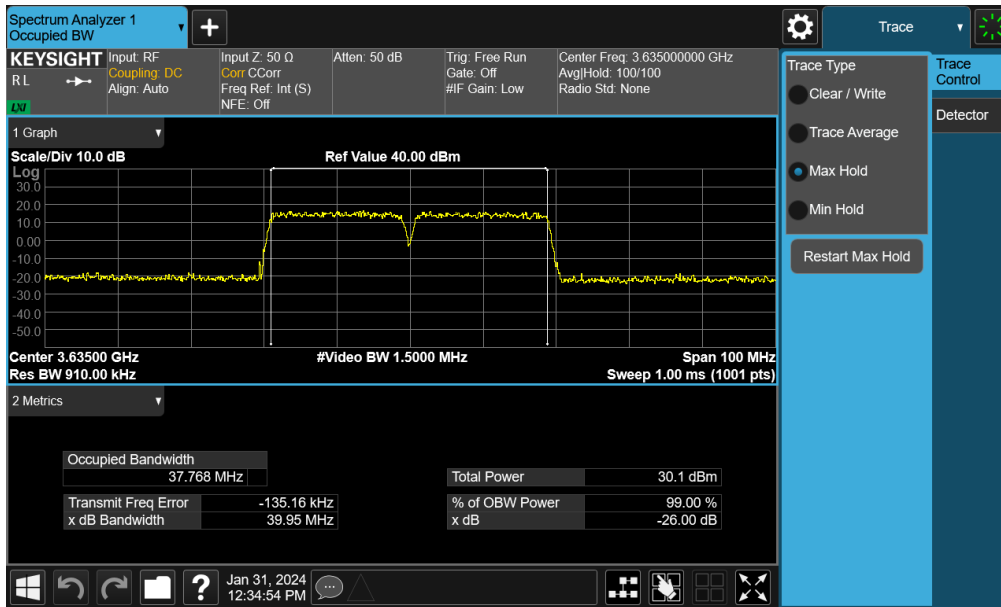 Spectrum Analyzer 1
Occupied BW
+
Trace
KEYSIGHT
R L
LXI
Input: RF
Coupling: DC
Align: Auto
Input Z: 50 Ω
Corr CCorr
Freq Ref: Int (S)
NFE: Off
Atten: 50 dB
Trig: Free Run
Gate: Off
#IF Gain: Low
Center Freq: 3.635000000 GHz
Avg|Hold: 100/100
Radio Std: None
Trace Type
Clear / Write
Trace Average
Max Hold
Min Hold
Restart Max Hold
Trace
Control
Detector
1 Graph
Scale/Div 10.0 dB
Ref Value 40.00 dBm
Log
30.0
20.0
10.0
0.00
-10.0
-20.0
-30.0
-40.0
-50.0
Center 3.63500 GHz
#Video BW 1.5000 MHz
Span 100 MHz
Res BW 910.00 kHz
Sweep 1.00 ms (1001 pts)
2 Metrics
Occupied Bandwidth
37.768 MHz
Total Power 30.1 dBm
Transmit Freq Error -135.16 kHz
% of OBW Power 99.00 %
x dB Bandwidth 39.95 MHz
x dB -26.00 dB
?
Jan 31, 2024
12:34:54 PM